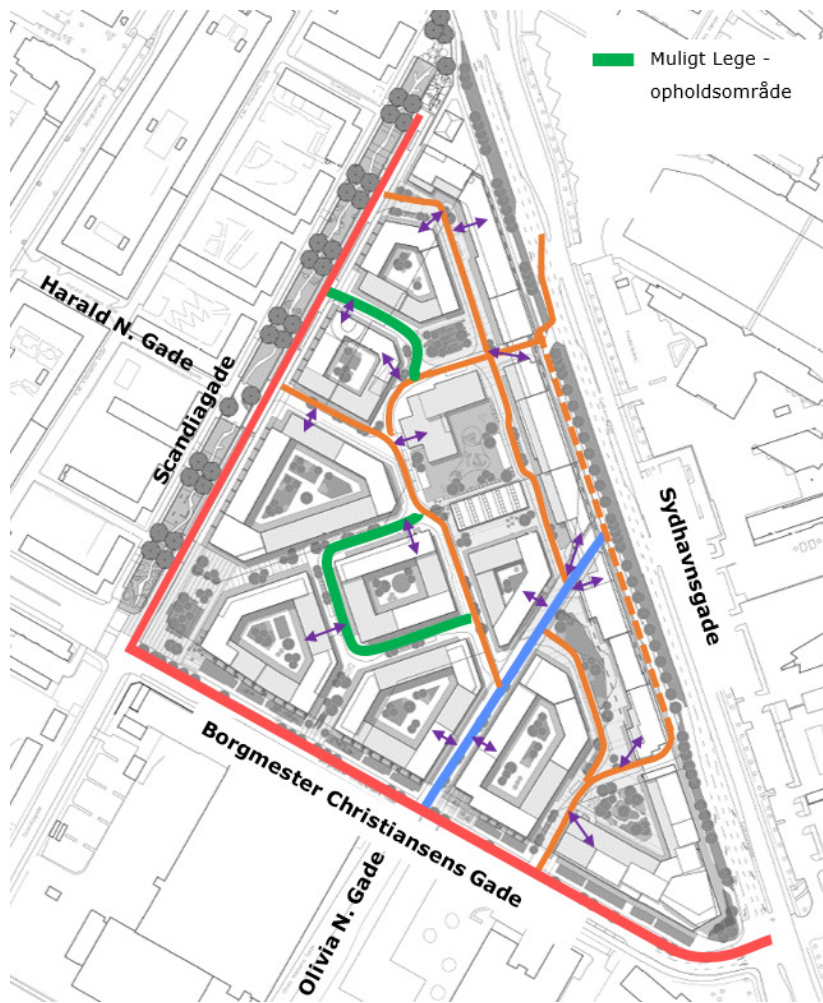 Muligt Lege -
opholdsområde
Harald N. Gade
Scandiagade
Sydhavnsgade
Borgmester Christiansens Gade
Olivia N. Gade